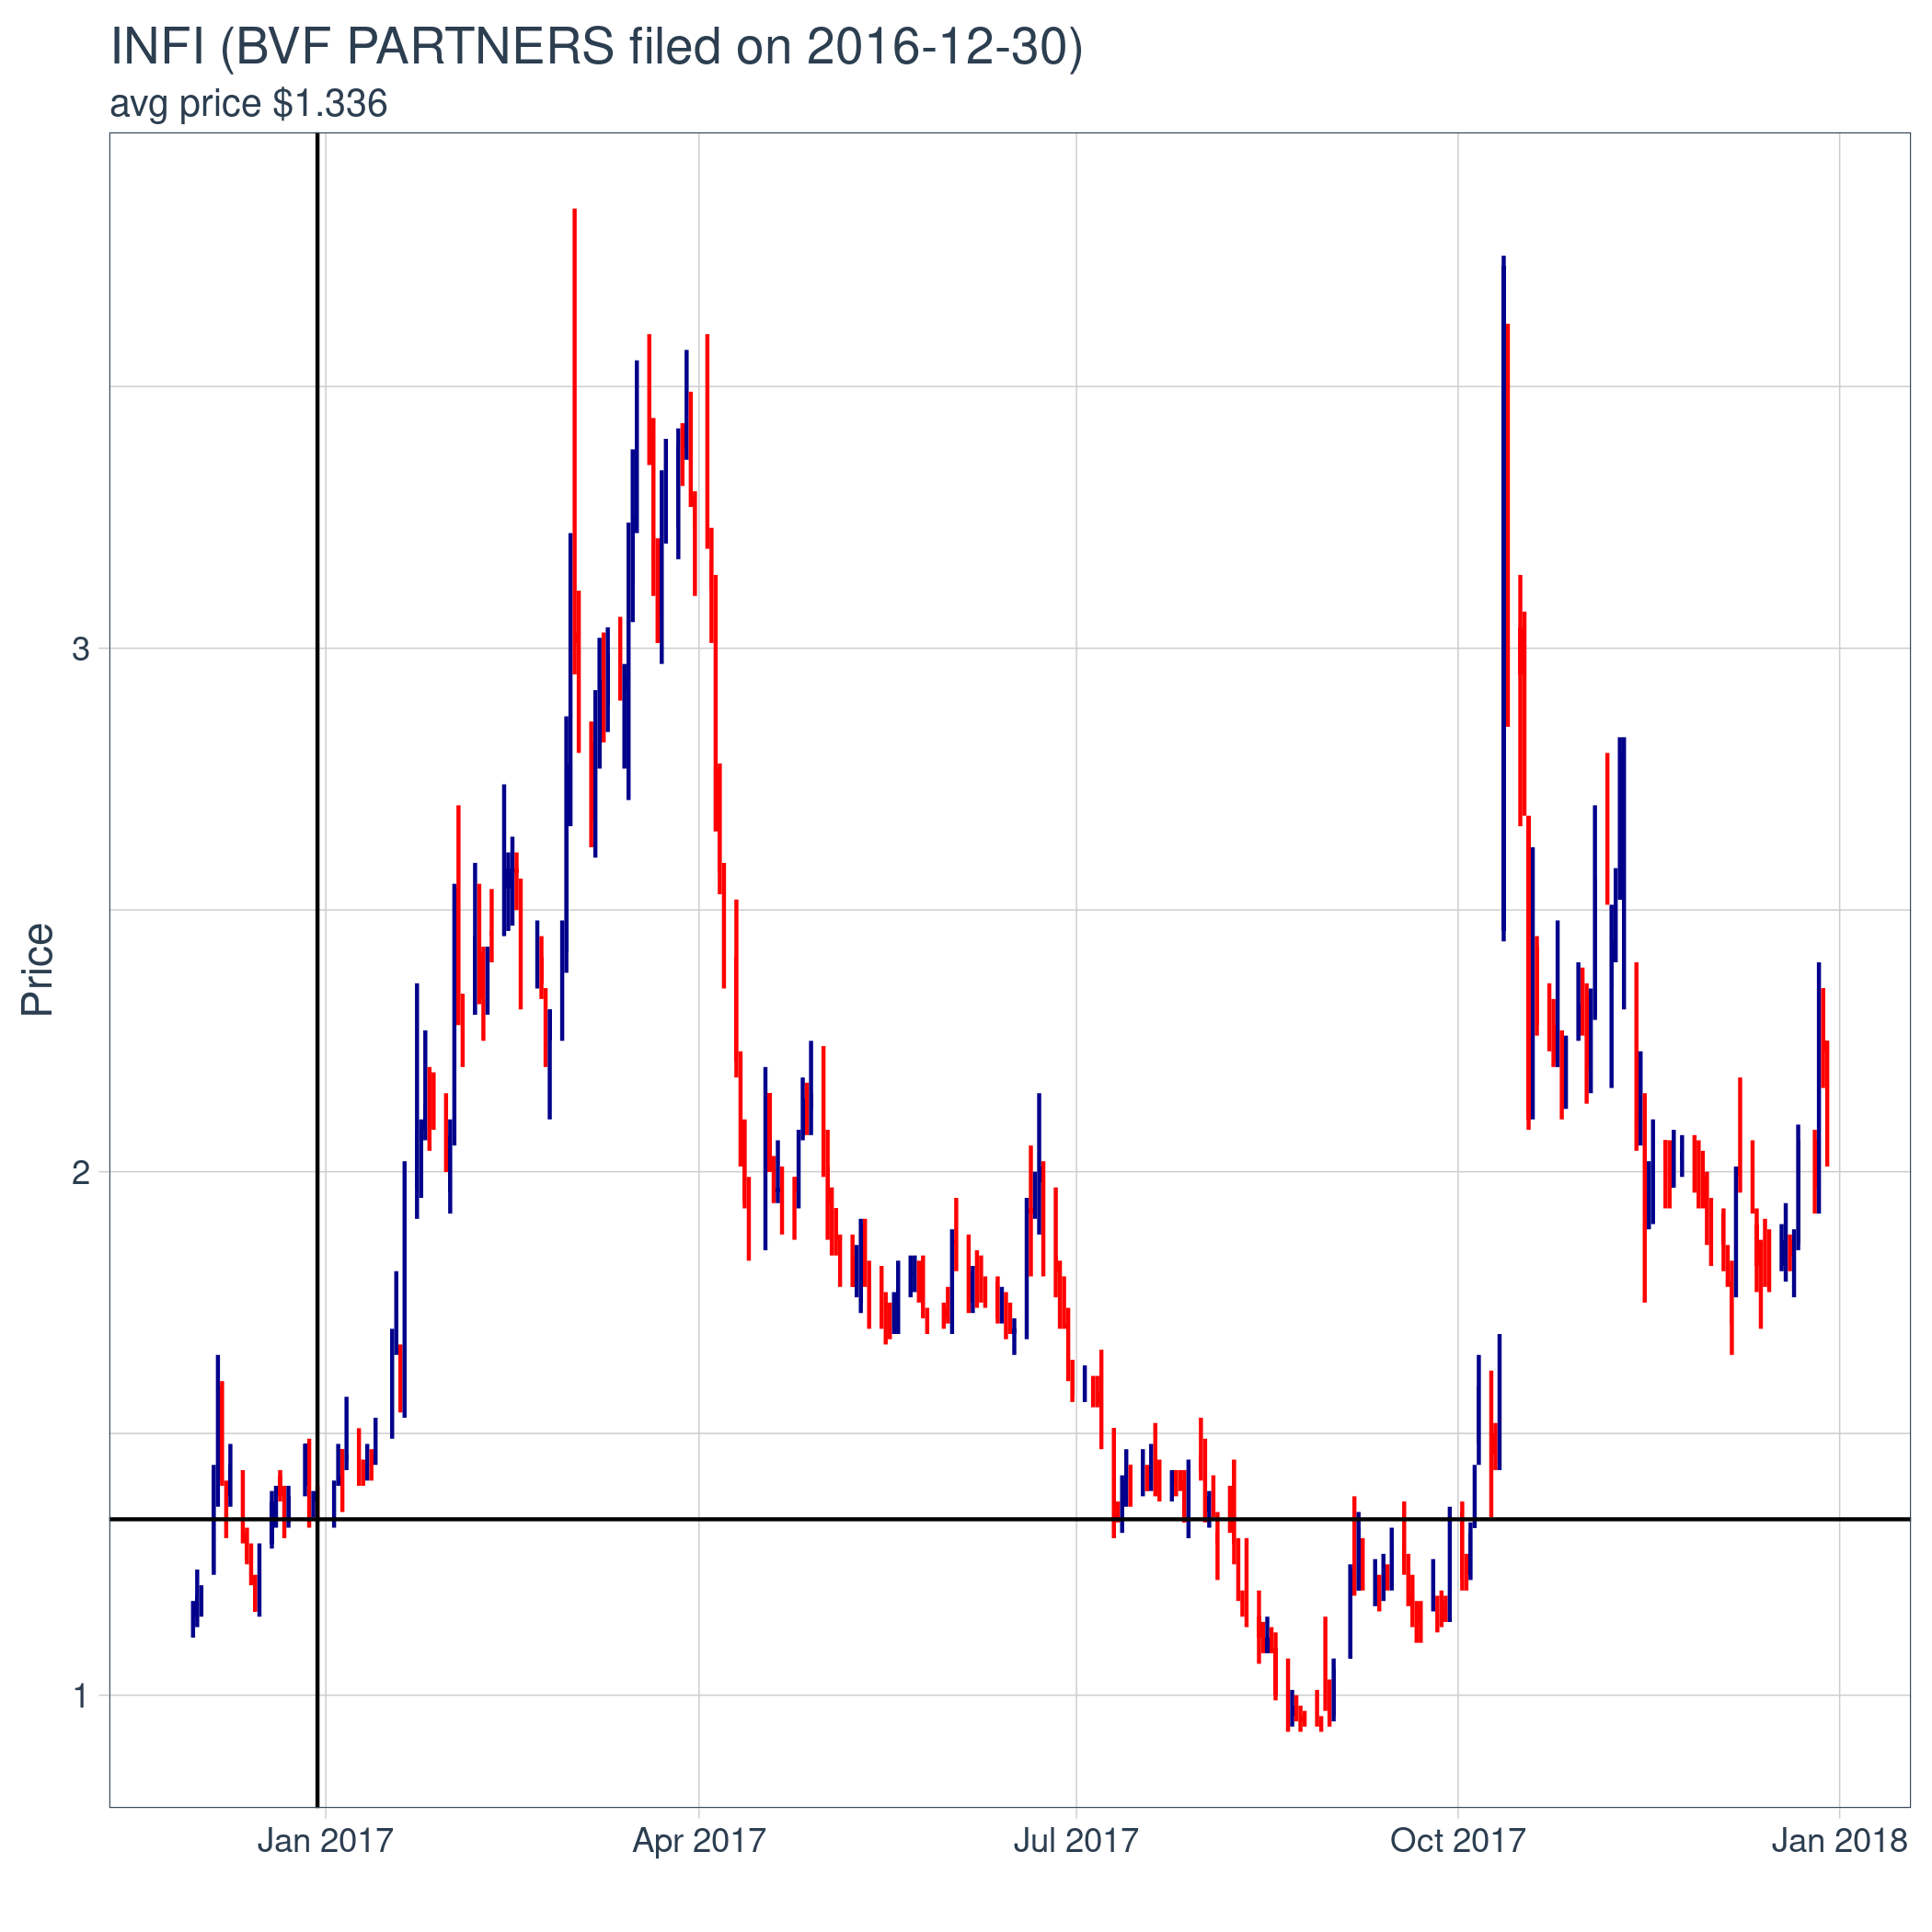 INFI (BVF PARTNERS filed on 2016-12-30)
avg price $1.336
3
2
1
Price
Jan 2017
Apr 2017
Jul 2017
Oct 2017
Jan 2018